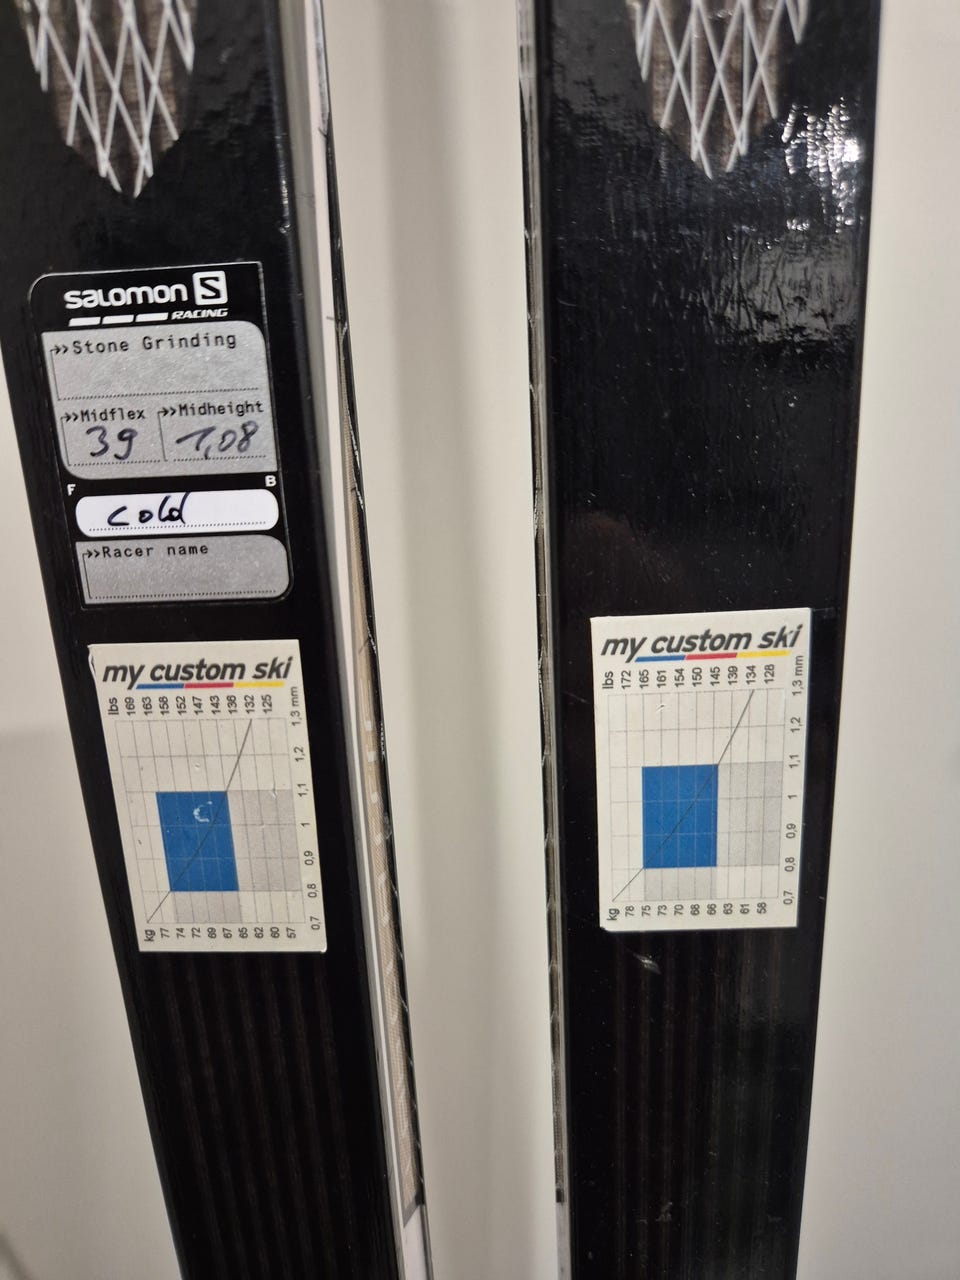 salomon S
RACING
Stone Grinding
Midflex Midheight
39 1,08
F B
cold
Racer name
my custom ski
lbs 169 163 158 152 147 143 136 132 125
1,3 mm
1,2
1,1
1
0,9
0,8
0,7
kg 77 74 72 69 67 65 62 60 57
my custom ski
lbs 172 165 161 154 150 145 139 134 128
1,3 mm
1,2
1,1
1
0,9
0,8
0,7
kg 78 75 73 70 68 66 63 61 58